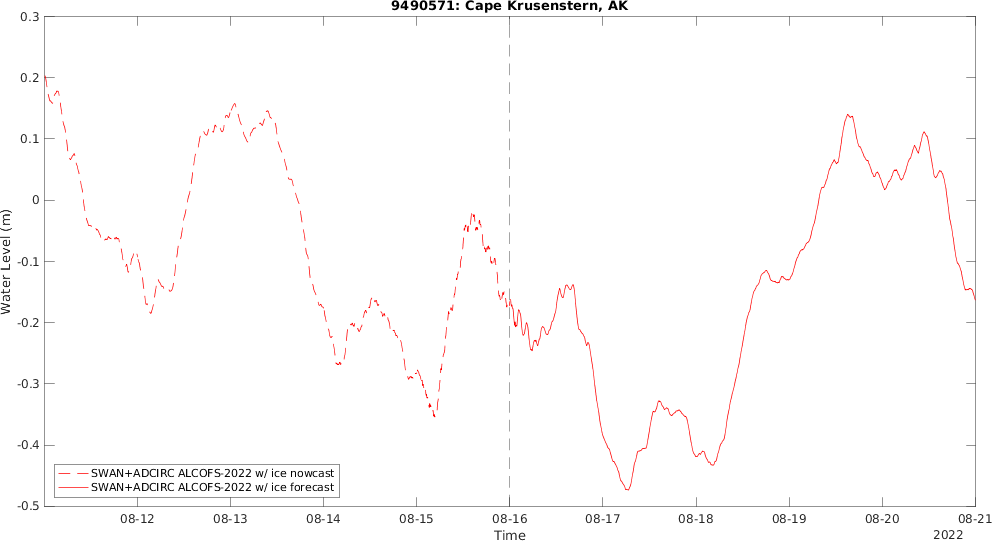 9490571: Cape Krusenstern, AK
0.3
0.2
0.1
0
-0.1
-0.2
-0.3
-0.4
-0.5
Water Level (m)
SWAN+ADCIRC ALCOFS-2022 w/ ice nowcast
SWAN+ADCIRC ALCOFS-2022 w/ ice forecast
08-12 08-13 08-14 08-15 08-16 08-17 08-18 08-19 08-20 08-21
Time
2022